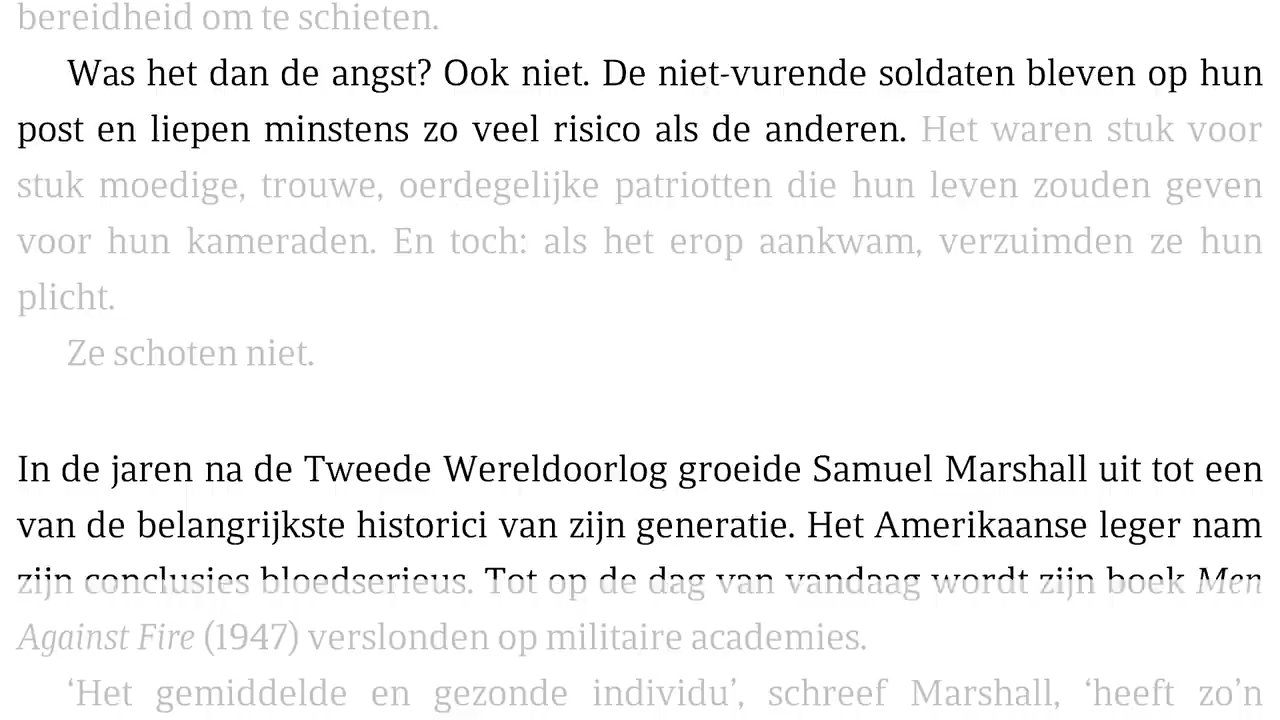 bereidheid om te schieten.
Was het dan de angst? Ook niet. De niet-vurende soldaten bleven op hun
post en liepen minstens zo veel risico als de anderen. Het waren stuk voor
stuk moedige, trouwe, oerdegelijke patriotten die hun leven zouden geven
voor hun kameraden. En toch: als het erop aankwam, verzuimden ze hun
plicht.
Ze schoten niet.
In de jaren na de Tweede Wereldoorlog groeide Samuel Marshall uit tot een
van de belangrijkste historici van zijn generatie. Het Amerikaanse leger nam
zijn conclusies bloedserieus. Tot op de dag van vandaag wordt zijn boek Men
Against Fire (1947) verslonden op militaire academies.
‘Het gemiddelde en gezonde individu’, schreef Marshall, ‘heeft zo’n